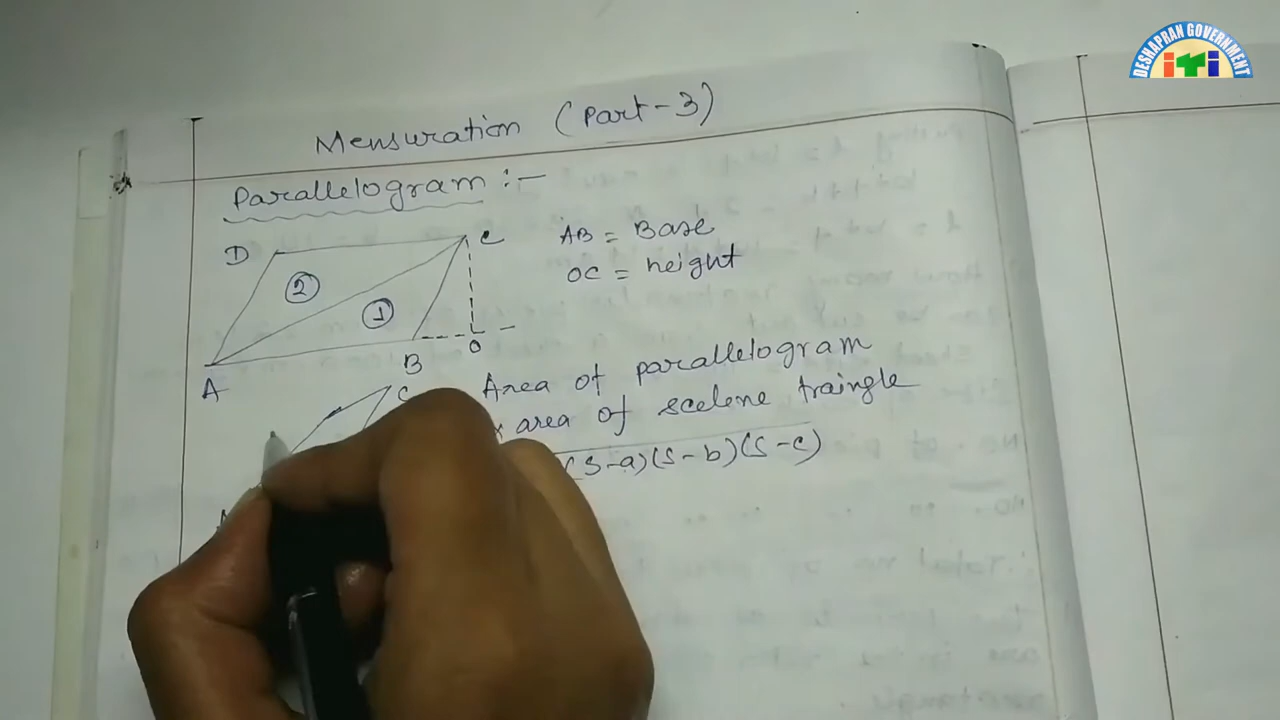 DESHAPRAN GOVERNMENT
iTi
Mensuration (Part-3)
Parallelogram :-
D
C
AB = Base
OC = height
2
1
B
O
A
C
Area of parallelogram
x area of scelene traingle
(S-a)(S-b)(S-c)
A